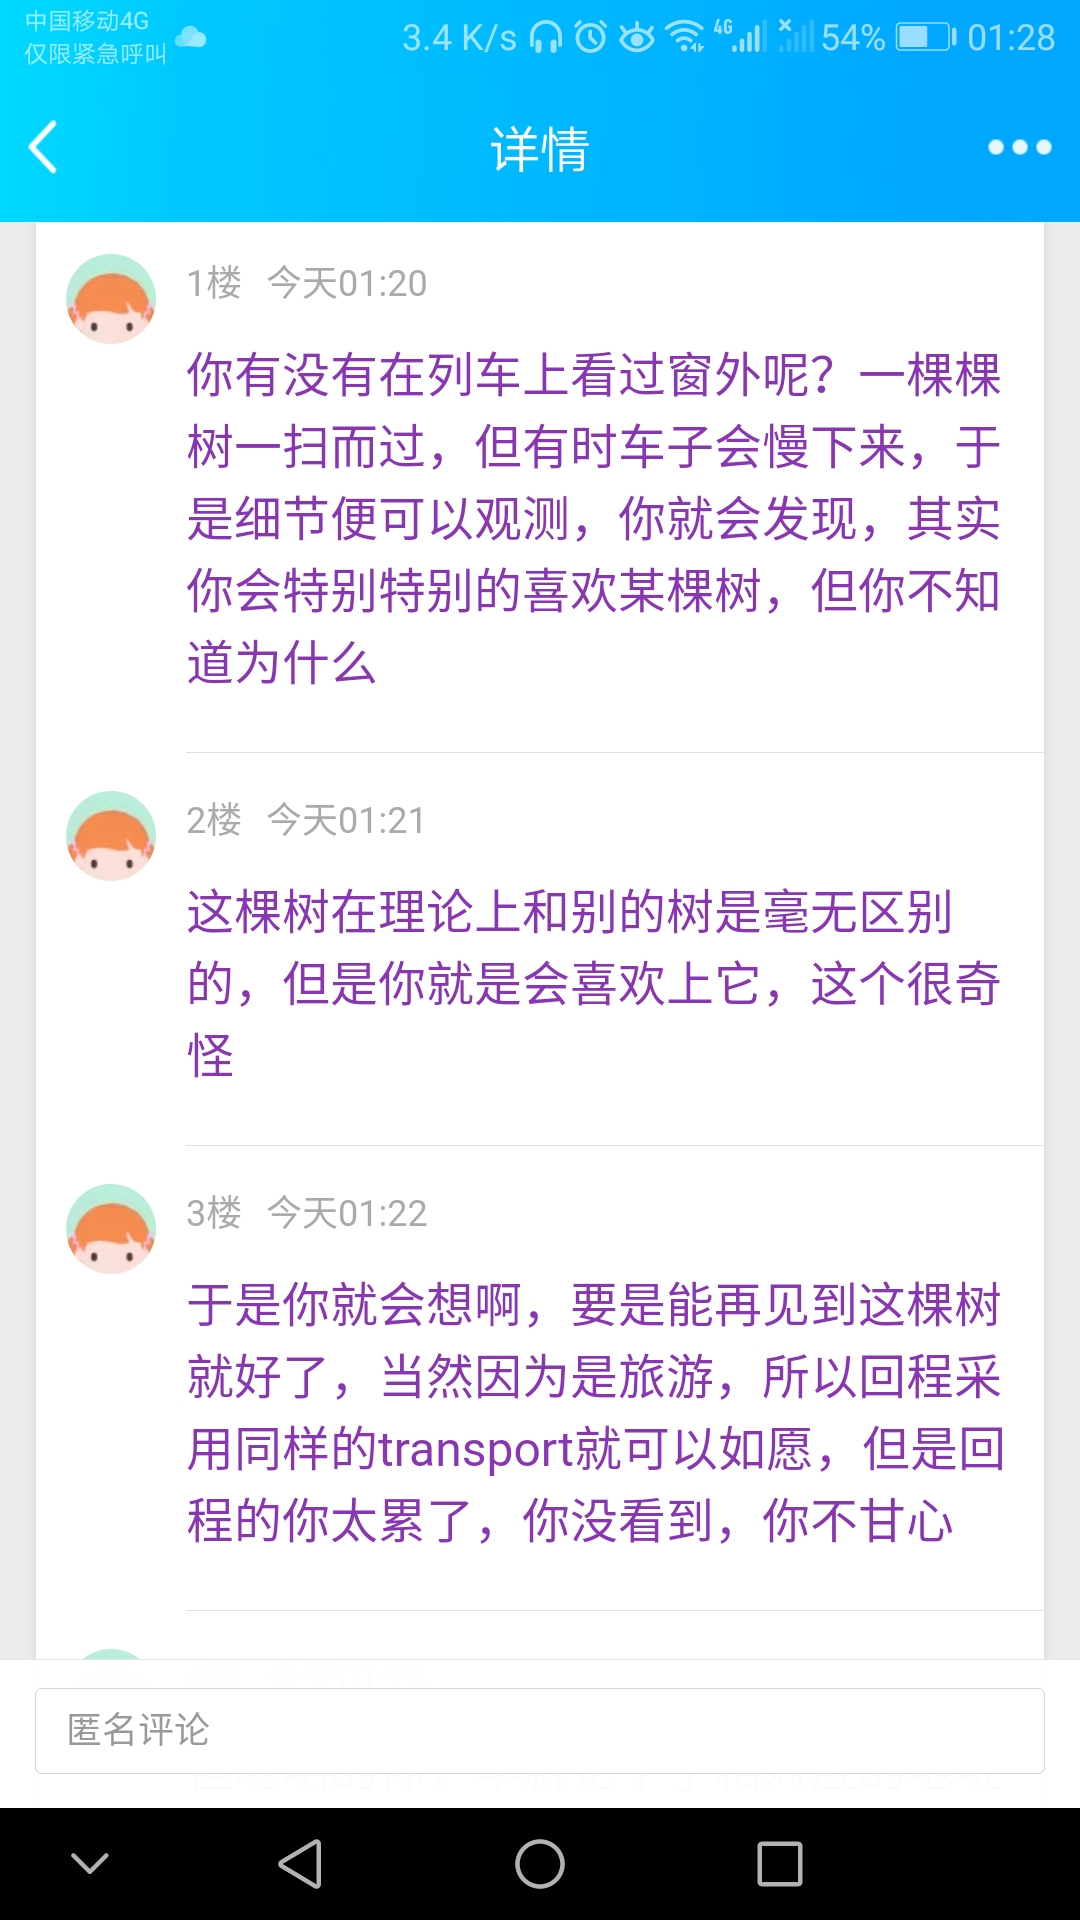 中国移动4G
仅限紧急呼叫
3.4 K/s 4G 54% 01:28
详情
1楼 今天01:20
你有没有在列车上看过窗外呢？一棵棵
树一扫而过，但有时车子会慢下来，于
是细节便可以观测，你就会发现，其实
你会特别特别的喜欢某棵树，但你不知
道为什么
2楼 今天01:21
这棵树在理论上和别的树是毫无区别
的，但是你就是会喜欢上它，这个很奇
怪
3楼 今天01:22
于是你就会想啊，要是能再见到这棵树
就好了，当然因为是旅游，所以回程采
用同样的transport就可以如愿，但是回
程的你太累了，你没看到，你不甘心
匿名评论